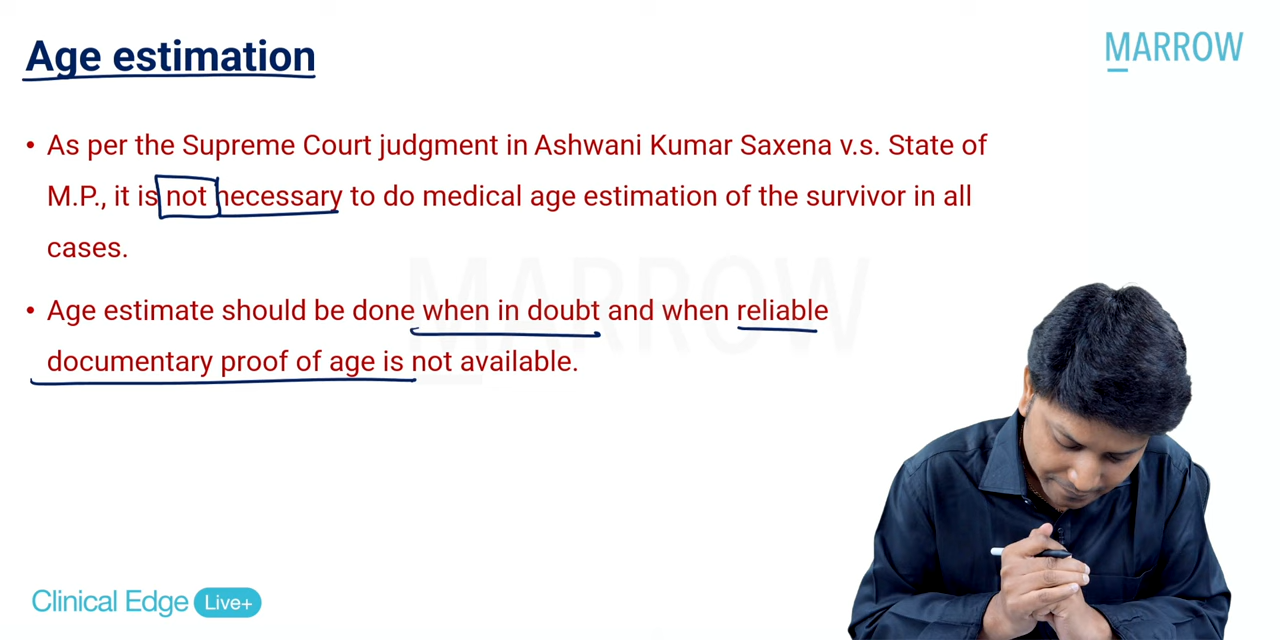 Age estimation
MARROW
• As per the Supreme Court judgment in Ashwani Kumar Saxena v.s. State of
M.P., it is not necessary to do medical age estimation of the survivor in all
cases.
• Age estimate should be done when in doubt and when reliable
documentary proof of age is not available.
MARROW
Clinical Edge Live+